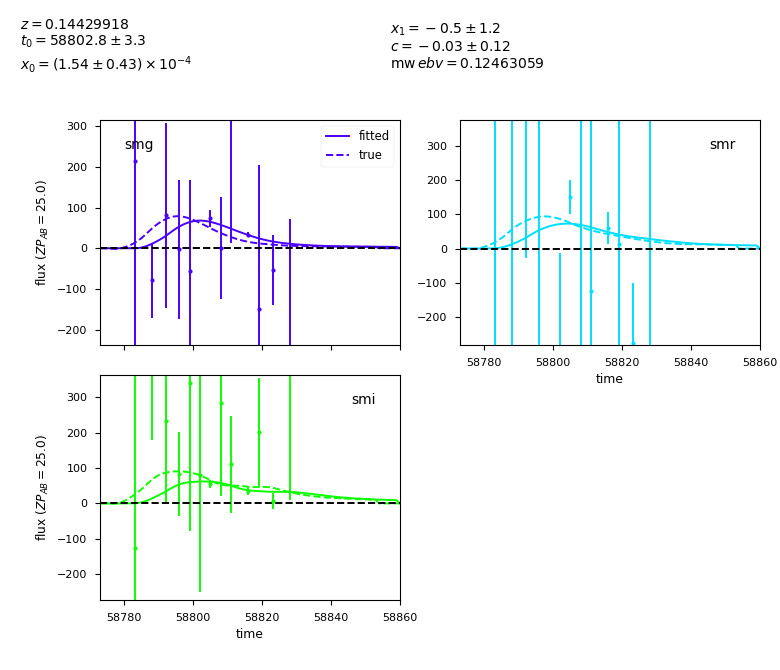 z = 0.14429918
t₀ = 58802.8 ± 3.3
x₀ = (1.54 ± 0.43) × 10⁻⁴
x₁ = −0.5 ± 1.2
c = −0.03 ± 0.12
mw ebv = 0.12463059
smg
fitted
true
300
200
100
0
−100
−200
flux (ZP_AB = 25.0)
smr
300
200
100
0
−100
−200
58780 58800 58820 58840 58860
time
smi
300
200
100
0
−100
−200
flux (ZP_AB = 25.0)
58780 58800 58820 58840 58860
time